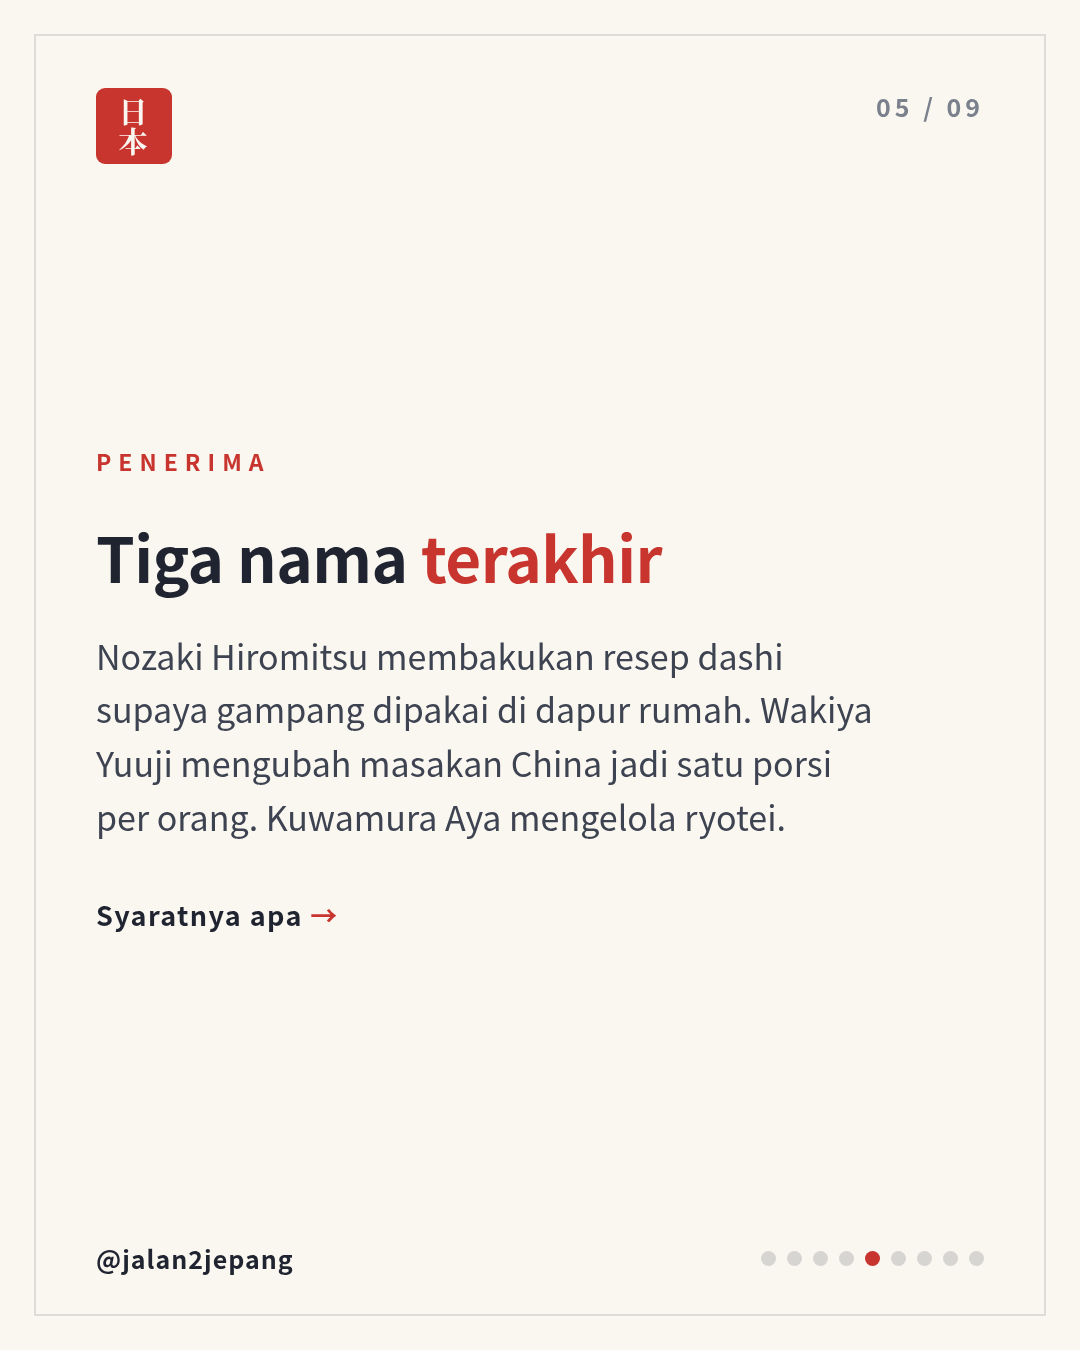 日
本
05 / 09
PENERIMA
Tiga nama terakhir
Nozaki Hiromitsu membakukan resep dashi
supaya gampang dipakai di dapur rumah. Wakiya
Yuuji mengubah masakan China jadi satu porsi
per orang. Kuwamura Aya mengelola ryotei.
Syaratnya apa →
@jalan2jepang